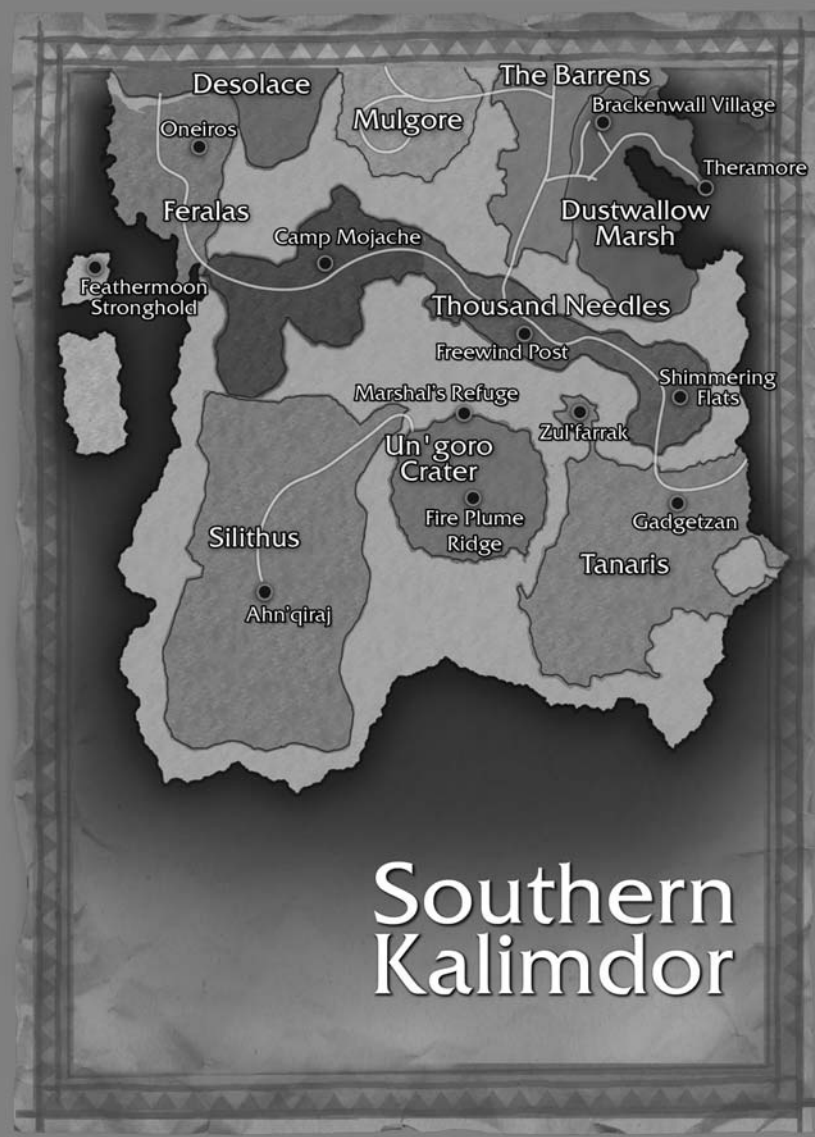 Desolace
The Barrens
Mulgore
Brackenwall Village
Oneiros
Theramore
Feralas
Dustwallow
Marsh
Camp Mojache
Feathermoon
Stronghold
Thousand Needles
Freewind Post
Shimmering
Flats
Marshal's Refuge
Zul'farrak
Un'goro
Crater
Fire Plume
Ridge
Gadgetzan
Silithus
Tanaris
Ahn'qiraj
Southern
Kalimdor